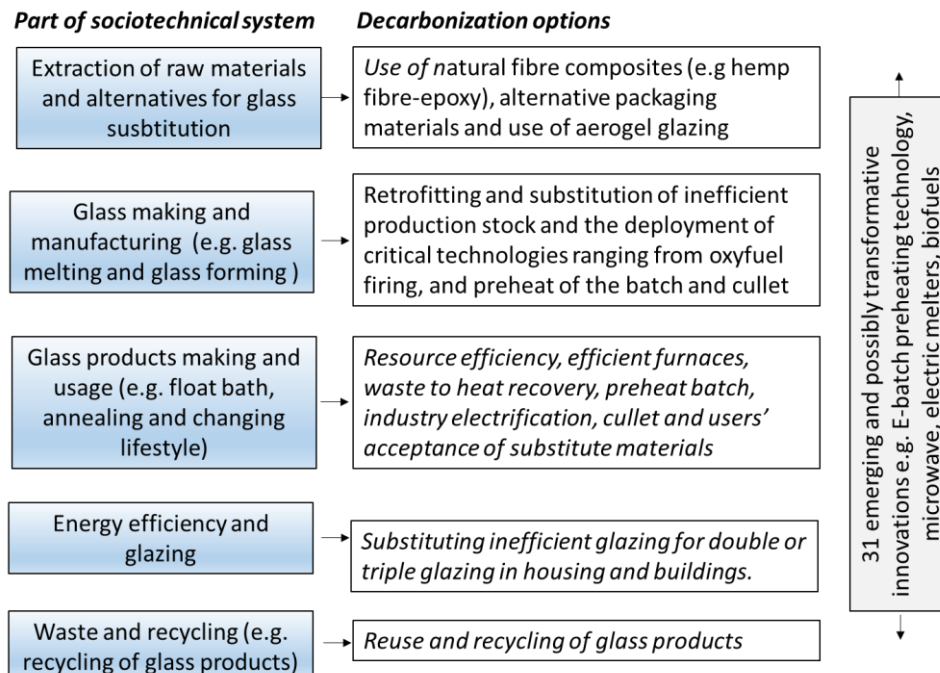 Part of sociotechnical system
Decarbonization options
Extraction of raw materials
and alternatives for glass
susbtitution
Use of natural fibre composites (e.g hemp
fibre-epoxy), alternative packaging
materials and use of aerogel glazing
Glass making and
manufacturing (e.g. glass
melting and glass forming )
Retrofitting and substitution of inefficient
production stock and the deployment of
critical technologies ranging from oxyfuel
firing, and preheat of the batch and cullet
Glass products making and
usage (e.g. float bath,
annealing and changing
lifestyle)
Resource efficiency, efficient furnaces,
waste to heat recovery, preheat batch,
industry electrification, cullet and users’
acceptance of substitute materials
Energy efficiency and
glazing
Substituting inefficient glazing for double or
triple glazing in housing and buildings.
Waste and recycling (e.g.
recycling of glass products)
Reuse and recycling of glass products
31 emerging and possibly transformative
innovations e.g. E-batch preheating technology,
microwave, electric melters, biofuels